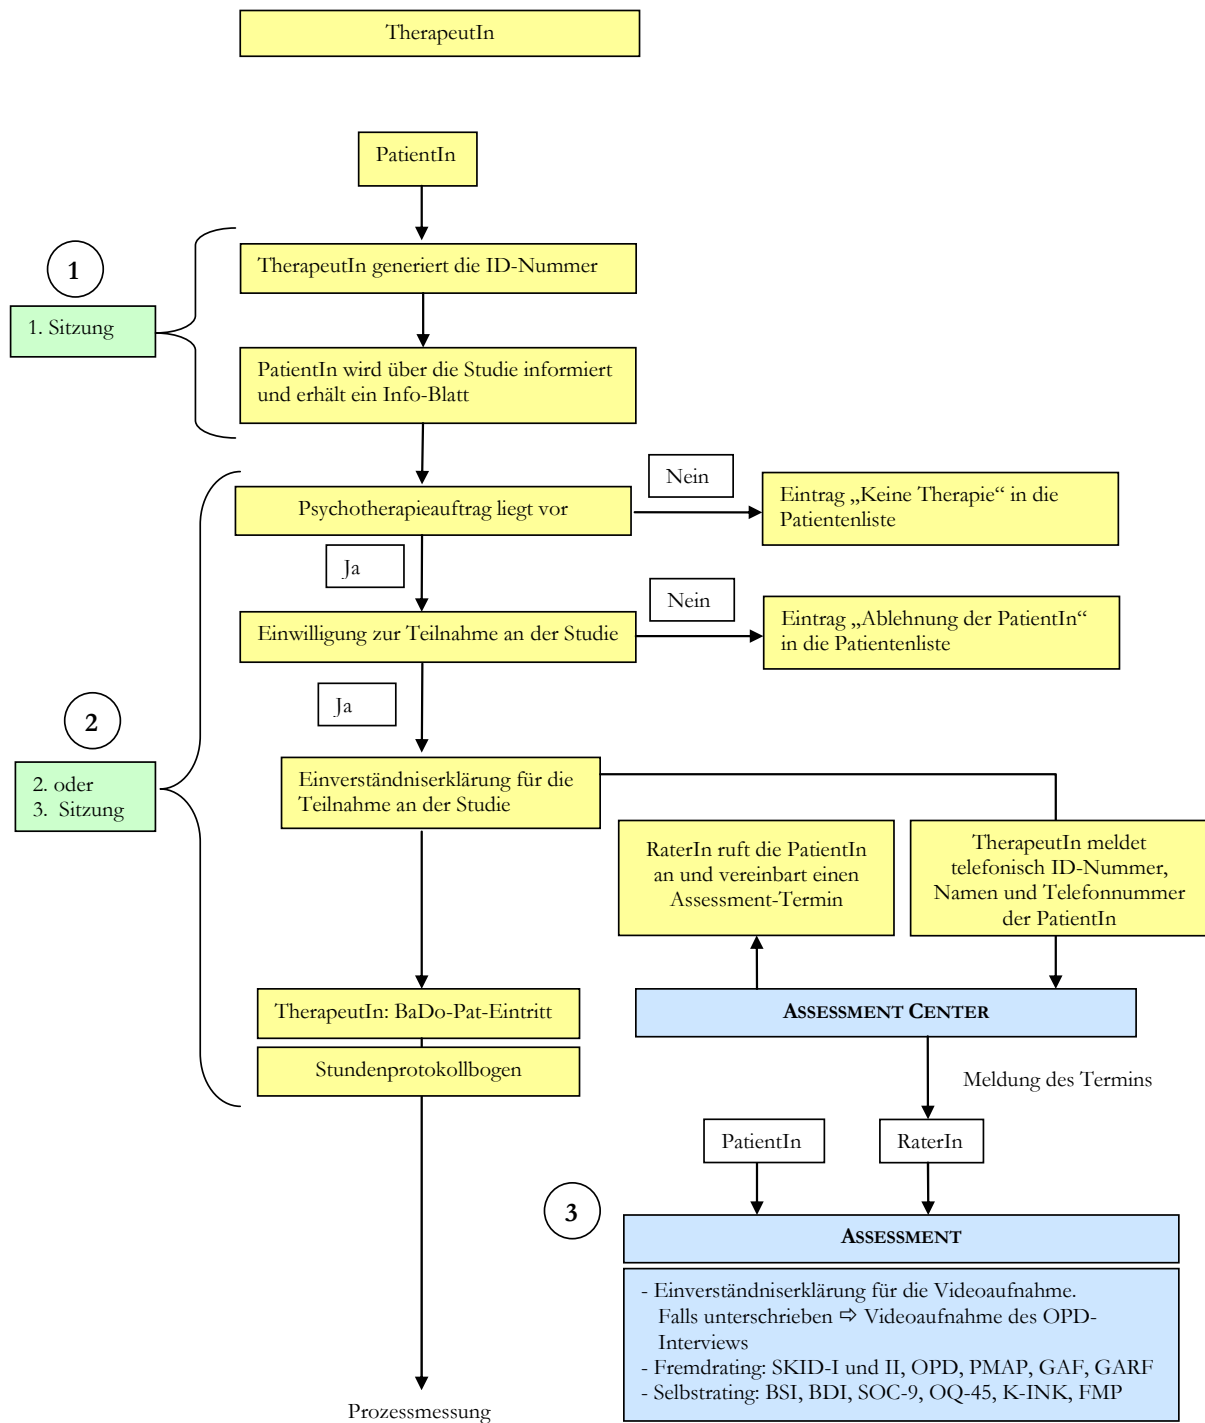 TherapeutIn
PatientIn
1
TherapeutIn generiert die ID-Nummer
1. Sitzung
PatientIn wird über die Studie informiert
und erhält ein Info-Blatt
Nein
Psychotherapieauftrag liegt vor
Eintrag „Keine Therapie“ in die
Patientenliste
Ja
Nein
Einwilligung zur Teilnahme an der Studie
Eintrag „Ablehnung der PatientIn“
in die Patientenliste
Ja
2
2. oder
3. Sitzung
Einverständniserklärung für die
Teilnahme an der Studie
RaterIn ruft die PatientIn
an und vereinbart einen
Assessment-Termin
TherapeutIn meldet
telefonisch ID-Nummer,
Namen und Telefonnummer
der PatientIn
TherapeutIn: BaDo-Pat-Eintritt
ASSESSMENT CENTER
Stundenprotokollbogen
Meldung des Termins
PatientIn
RaterIn
3
ASSESSMENT
- Einverständniserklärung für die Videoaufnahme.
Falls unterschrieben ⇨ Videoaufnahme des OPD-
Interviews
- Fremdrating: SKID-I und II, OPD, PMAP, GAF, GARF
- Selbstrating: BSI, BDI, SOC-9, OQ-45, K-INK, FMP
Prozessmessung